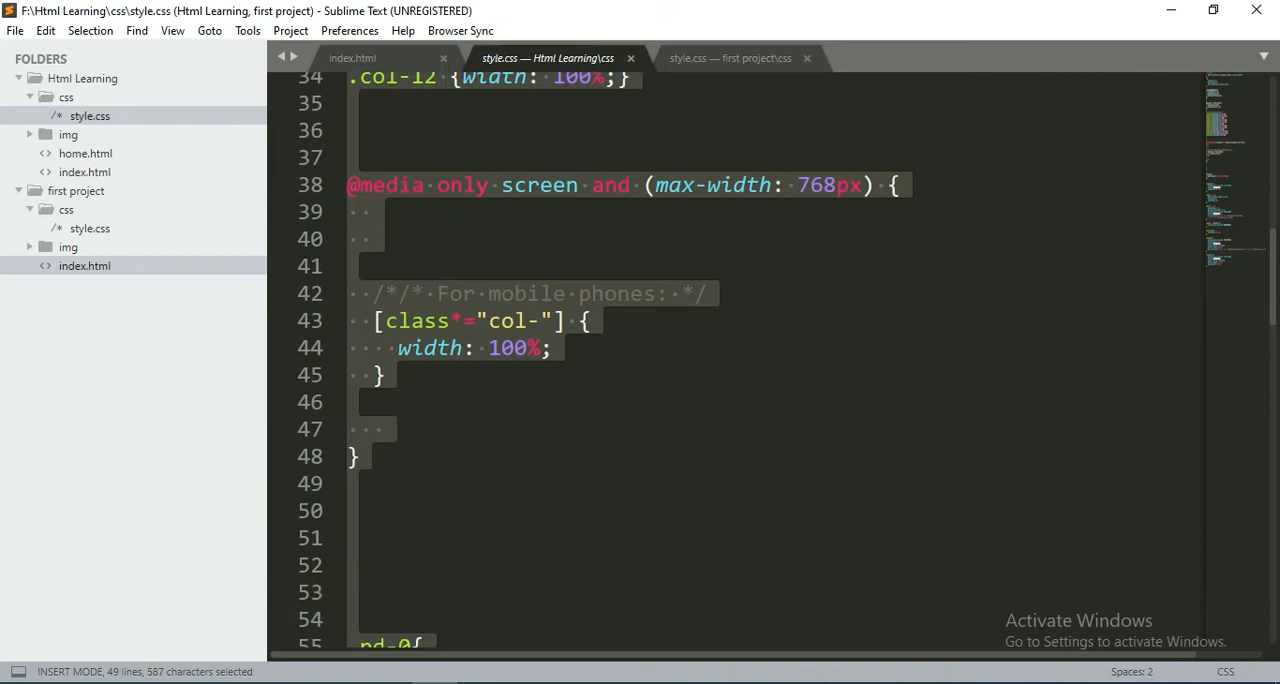 F:\Html Learning\css\style.css (Html Learning, first project) - Sublime Text (UNREGISTERED)
File Edit Selection Find View Goto Tools Project Preferences Help Browser Sync
FOLDERS
Html Learning
css
/* style.css
img
<> home.html
<> index.html
first project
css
/* style.css
img
<> index.html
index.html × style.css — Html Learning\css × style.css — first project\css ×
34 .col-12 {width: 100%;}
35
36
37
38 @media only screen and (max-width: 768px) {
39
40
41
42 /*/* For mobile phones: */
43 [class*="col-"] {
44 width: 100%;
45 }
46
47
48 }
49
50
51
52
53
54
55 .pd-0{
Activate Windows
Go to Settings to activate Windows.
INSERT MODE, 49 lines, 587 characters selected Spaces: 2 CSS